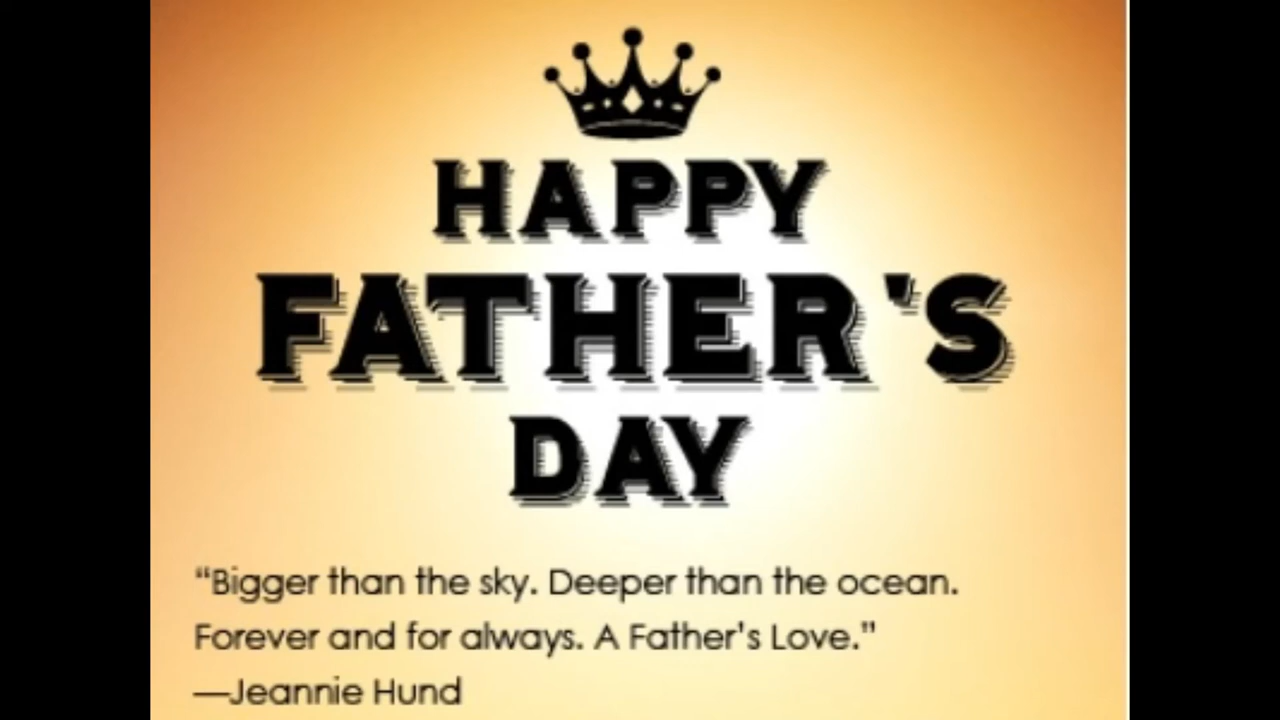 HAPPY
FATHER'S
DAY
“Bigger than the sky. Deeper than the ocean.
Forever and for always. A Father’s Love.”
—Jeannie Hund